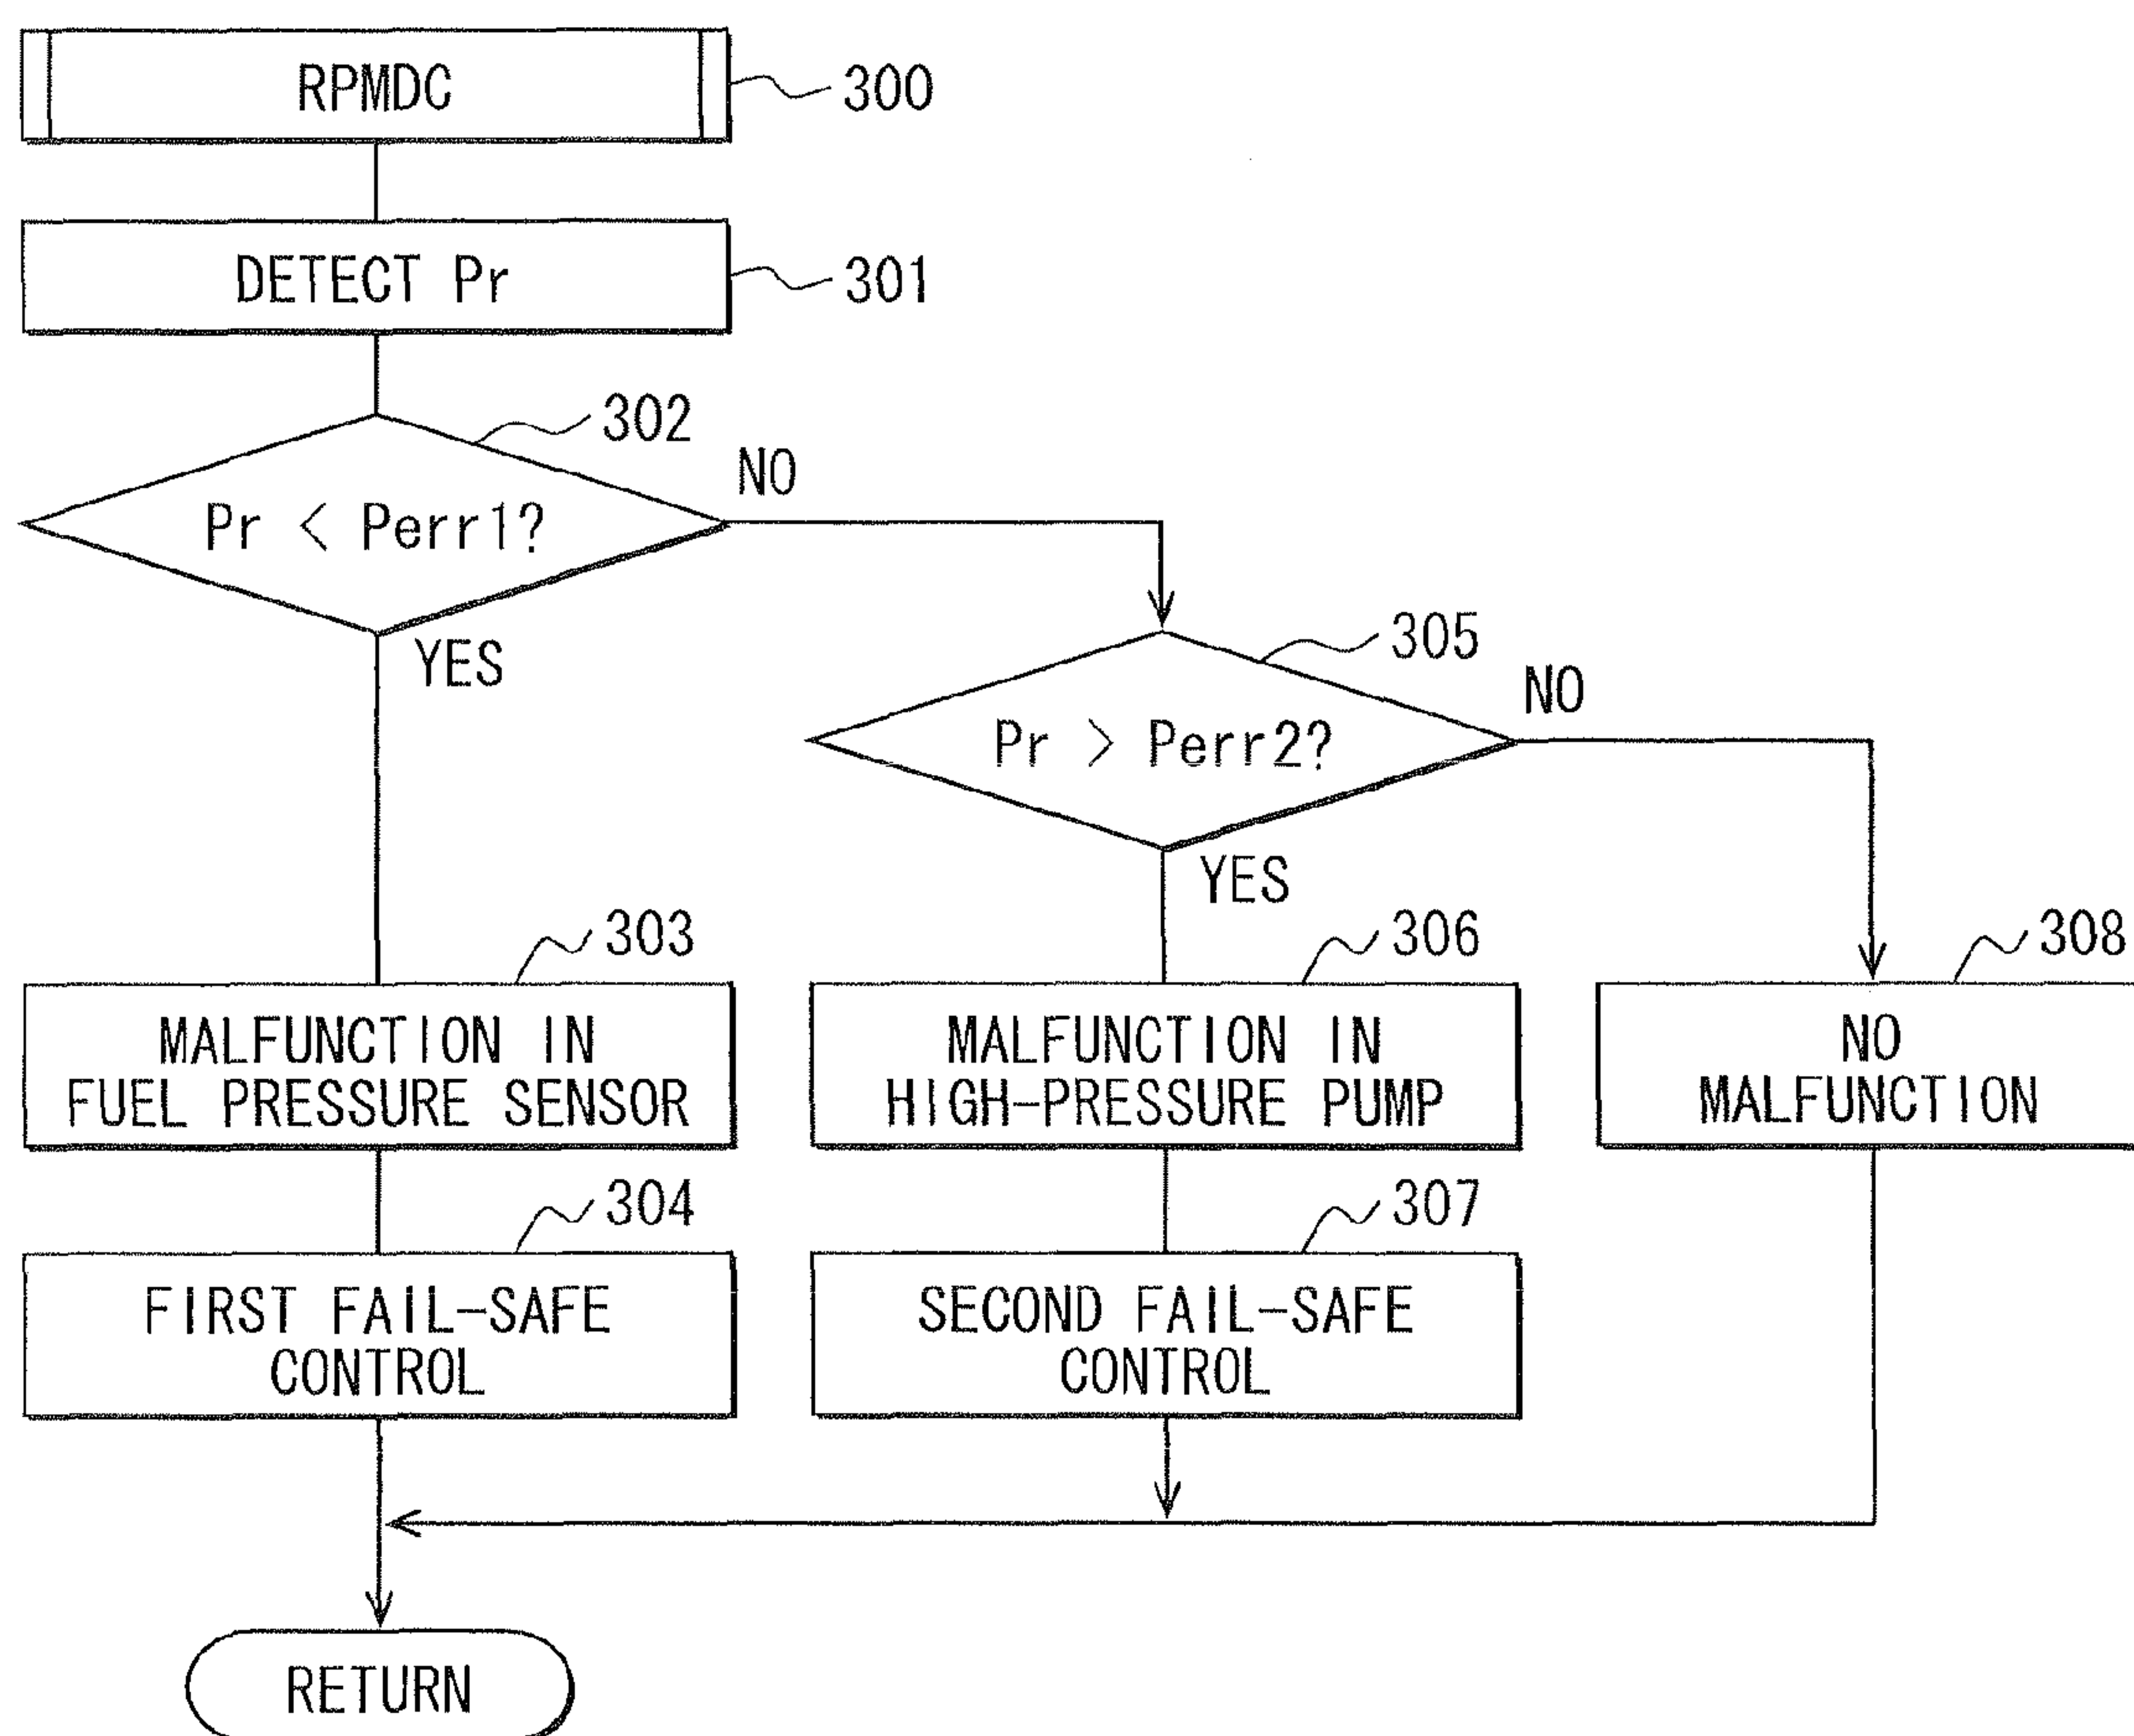 RPMDC
300
DETECT Pr
301
302
Pr < Perr1?
NO
YES
305
Pr > Perr2?
NO
YES
303
MALFUNCTION IN
FUEL PRESSURE SENSOR
306
MALFUNCTION IN
HIGH-PRESSURE PUMP
308
NO
MALFUNCTION
304
FIRST FAIL-SAFE
CONTROL
307
SECOND FAIL-SAFE
CONTROL
RETURN